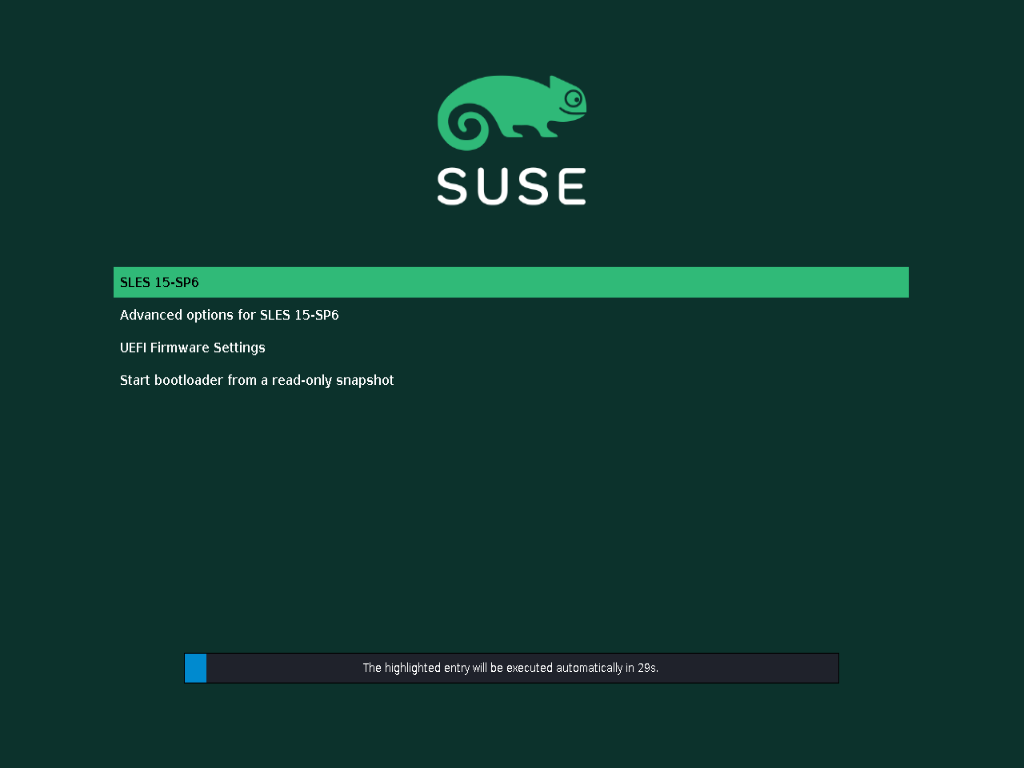 SUSE
SLES 15-SP6
Advanced options for SLES 15-SP6
UEFI Firmware Settings
Start bootloader from a read-only snapshot
The highlighted entry will be executed automatically in 29s.